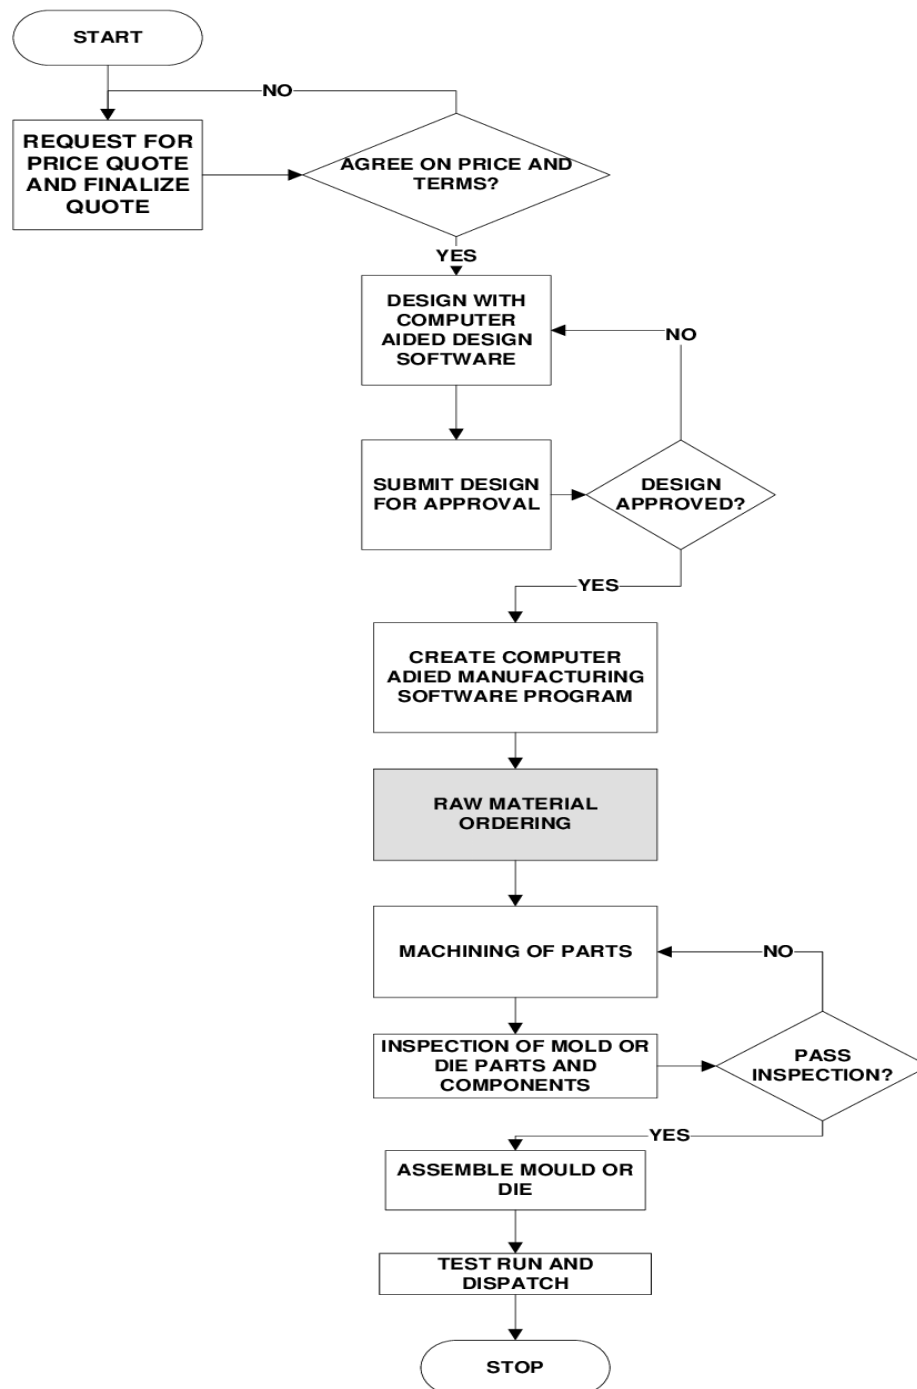 START
NO
REQUEST FOR
PRICE QUOTE
AND FINALIZE
QUOTE
AGREE ON PRICE AND
TERMS?
YES
DESIGN WITH
COMPUTER
AIDED DESIGN
SOFTWARE
NO
SUBMIT DESIGN
FOR APPROVAL
DESIGN
APPROVED?
YES
CREATE COMPUTER
ADIED MANUFACTURING
SOFTWARE PROGRAM
RAW MATERIAL
ORDERING
MACHINING OF PARTS
NO
INSPECTION OF MOLD OR
DIE PARTS AND
COMPONENTS
PASS
INSPECTION?
YES
ASSEMBLE MOULD OR
DIE
TEST RUN AND
DISPATCH
STOP